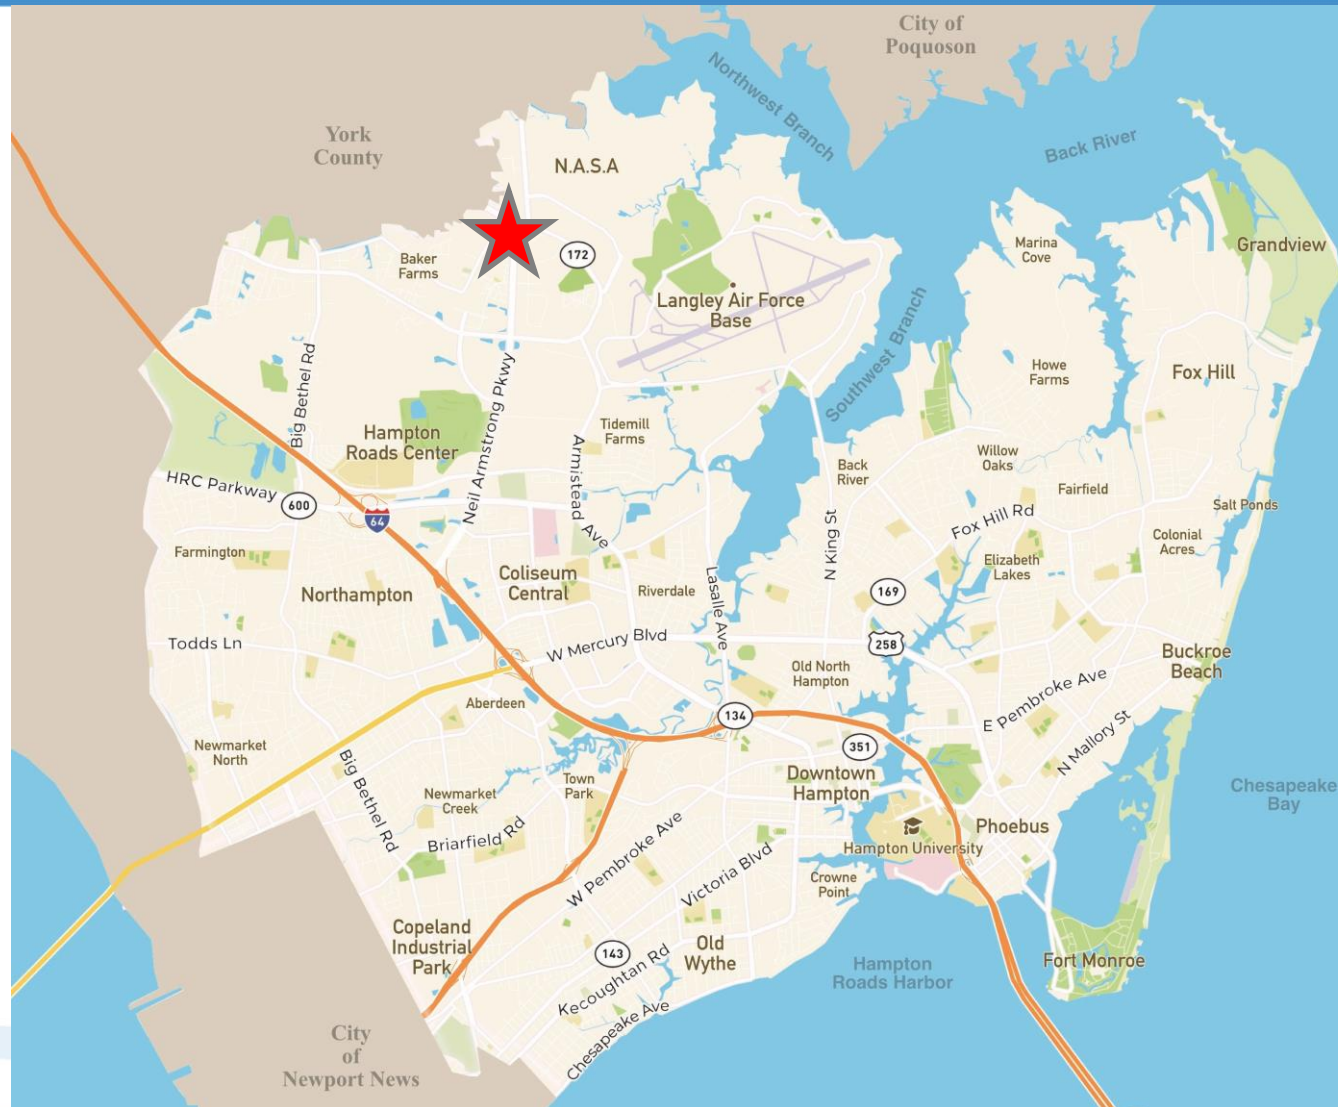 City of
Poquoson
Northwest Branch
York
County
Back River
N.A.S.A
Marina
Cove
Grandview
172
Baker
Farms
Langley Air Force
Base
Southwest Branch
Big Bethel Rd
Neil Armstrong Pkwy
Howe
Farms
Fox Hill
Hampton
Roads Center
Tidemill
Farms
Armistead
Ave
Back
River
Willow
Oaks
Fairfield
HRC Parkway
600
64
Fox Hill Rd
Salt Ponds
Colonial
Acres
Farmington
N King St
Elizabeth
Lakes
Coliseum
Central
Riverdale
Lasalle Ave
169
Northampton
Todds Ln
W Mercury Blvd
258
Buckroe
Beach
Old North
Hampton
E Pembroke Ave
Aberdeen
134
N Mallory St
351
Newmarket
North
Big Bethel Rd
Newmarket
Creek
Town
Park
Downtown
Hampton
Chesapeake
Bay
Briarfield Rd
W Pembroke Ave
Phoebus
Hampton University
Victoria Blvd
Crowne
Point
Copeland
Industrial
Park
143
Old
Wythe
Kecoughtan Rd
Hampton
Roads Harbor
Fort Monroe
Chesapeake Ave
City
of
Newport News